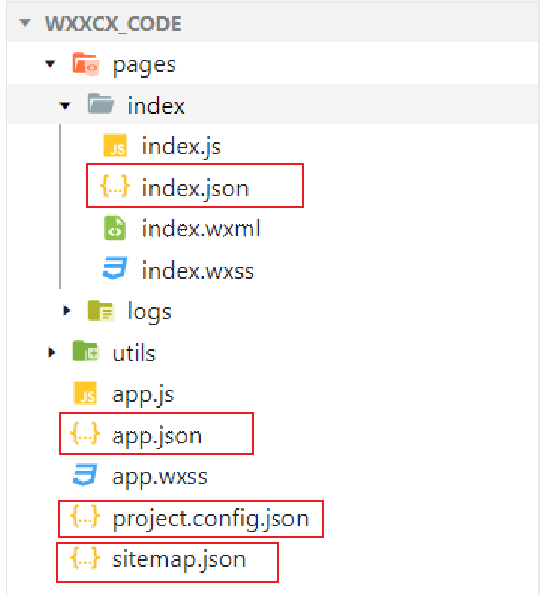 WXXCX_CODE
pages
index
JS index.js
{...} index.json
index.wxml
index.wxss
logs
utils
JS app.js
{...} app.json
app.wxss
{...} project.config.json
{...} sitemap.json